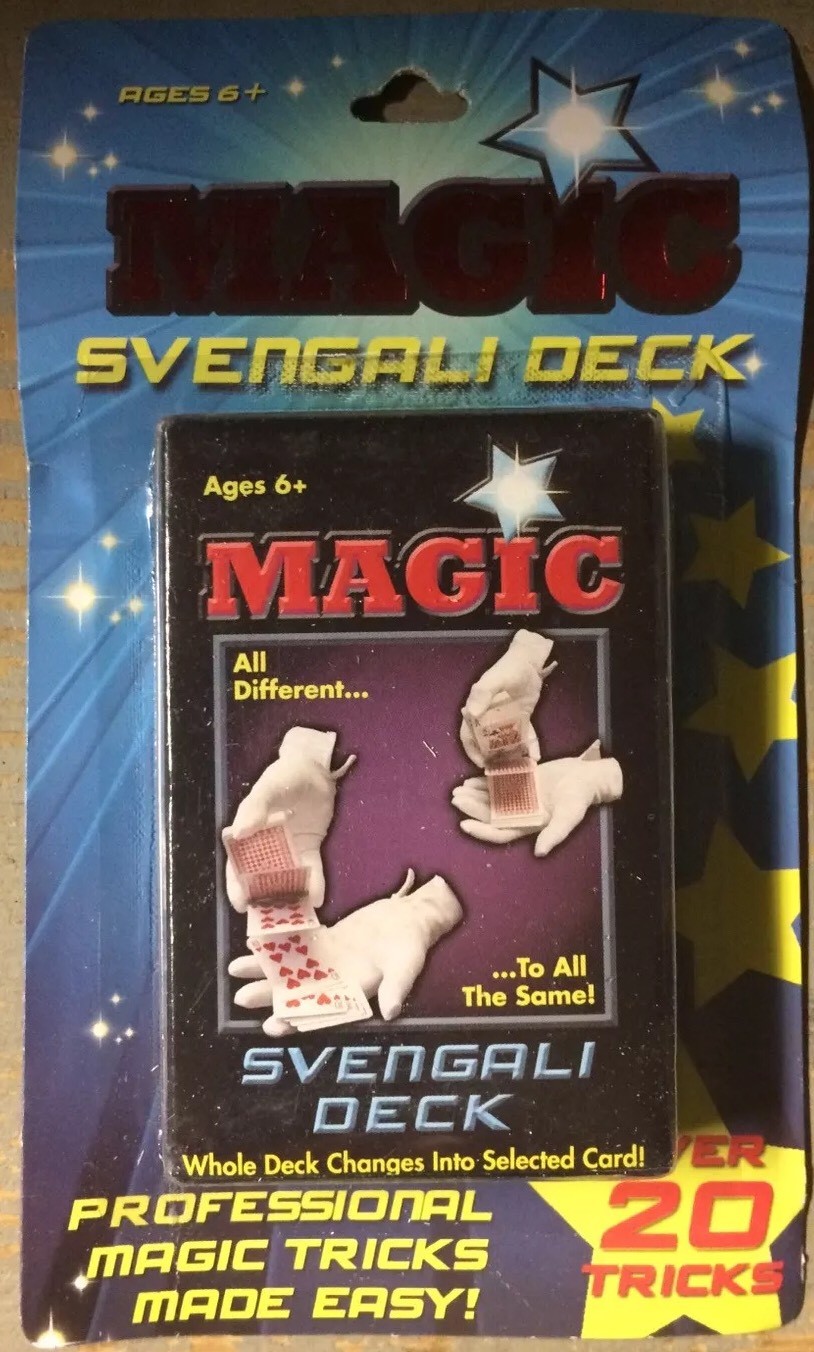 AGES 6+
MAGIC
SVENGALI DECK
Ages 6+
MAGIC
All
Different...
...To All
The Same!
SVENGALI
DECK
Whole Deck Changes Into Selected Card!
PROFESSIONAL
MAGIC TRICKS
MADE EASY!
VER
20
TRICKS